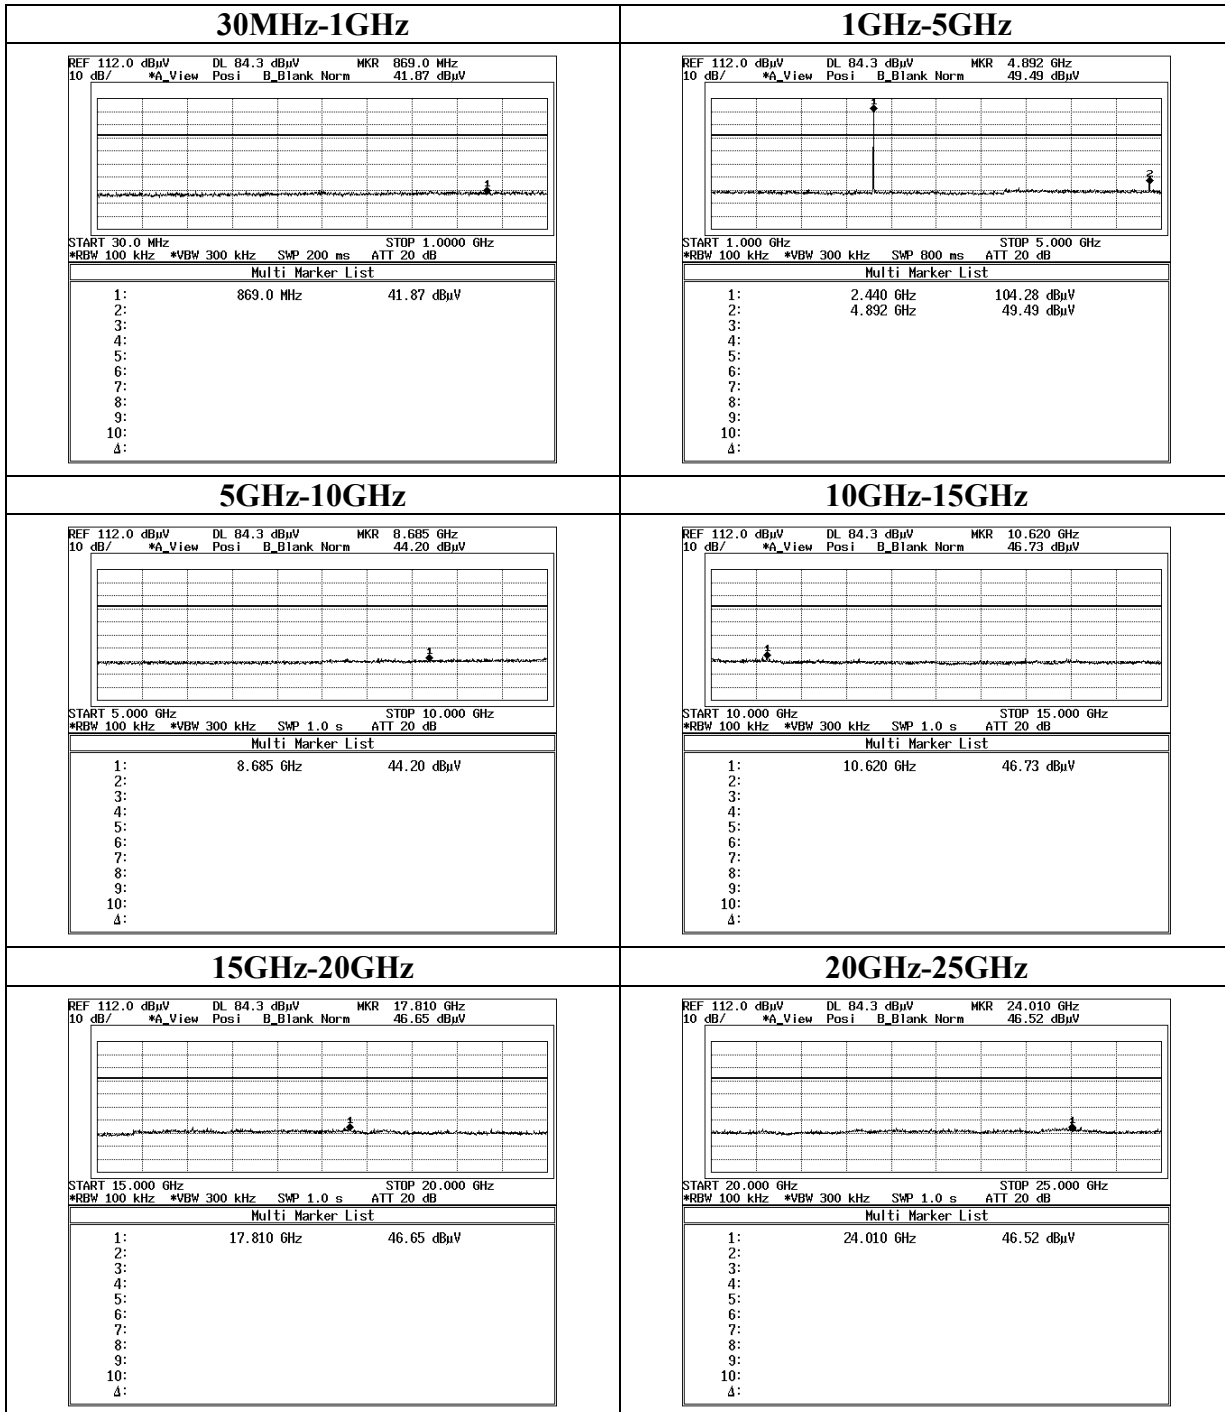 30MHz-1GHz
REF 112.0 dBµV DL 84.3 dBµV MKR 869.0 MHz
10 dB/ *A_View Posi B_Blank Norm 41.87 dBµV
1
START 30.0 MHz STOP 1.0000 GHz
*RBW 100 kHz *VBW 300 kHz SWP 200 ms ATT 20 dB
Multi Marker List
1: 869.0 MHz 41.87 dBµV
2:
3:
4:
5:
6:
7:
8:
9:
10:
Δ:
1GHz-5GHz
REF 112.0 dBµV DL 84.3 dBµV MKR 4.892 GHz
10 dB/ *A_View Posi B_Blank Norm 49.49 dBµV
1
2
START 1.000 GHz STOP 5.000 GHz
*RBW 100 kHz *VBW 300 kHz SWP 800 ms ATT 20 dB
Multi Marker List
1: 2.440 GHz 104.28 dBµV
2: 4.892 GHz 49.49 dBµV
3:
4:
5:
6:
7:
8:
9:
10:
Δ:
5GHz-10GHz
REF 112.0 dBµV DL 84.3 dBµV MKR 8.685 GHz
10 dB/ *A_View Posi B_Blank Norm 44.20 dBµV
1
START 5.000 GHz STOP 10.000 GHz
*RBW 100 kHz *VBW 300 kHz SWP 1.0 s ATT 20 dB
Multi Marker List
1: 8.685 GHz 44.20 dBµV
2:
3:
4:
5:
6:
7:
8:
9:
10:
Δ:
10GHz-15GHz
REF 112.0 dBµV DL 84.3 dBµV MKR 10.620 GHz
10 dB/ *A_View Posi B_Blank Norm 46.73 dBµV
1
START 10.000 GHz STOP 15.000 GHz
*RBW 100 kHz *VBW 300 kHz SWP 1.0 s ATT 20 dB
Multi Marker List
1: 10.620 GHz 46.73 dBµV
2:
3:
4:
5:
6:
7:
8:
9:
10:
Δ:
15GHz-20GHz
REF 112.0 dBµV DL 84.3 dBµV MKR 17.810 GHz
10 dB/ *A_View Posi B_Blank Norm 46.65 dBµV
1
START 15.000 GHz STOP 20.000 GHz
*RBW 100 kHz *VBW 300 kHz SWP 1.0 s ATT 20 dB
Multi Marker List
1: 17.810 GHz 46.65 dBµV
2:
3:
4:
5:
6:
7:
8:
9:
10:
Δ:
20GHz-25GHz
REF 112.0 dBµV DL 84.3 dBµV MKR 24.010 GHz
10 dB/ *A_View Posi B_Blank Norm 46.52 dBµV
1
START 20.000 GHz STOP 25.000 GHz
*RBW 100 kHz *VBW 300 kHz SWP 1.0 s ATT 20 dB
Multi Marker List
1: 24.010 GHz 46.52 dBµV
2:
3:
4:
5:
6:
7:
8:
9:
10:
Δ: